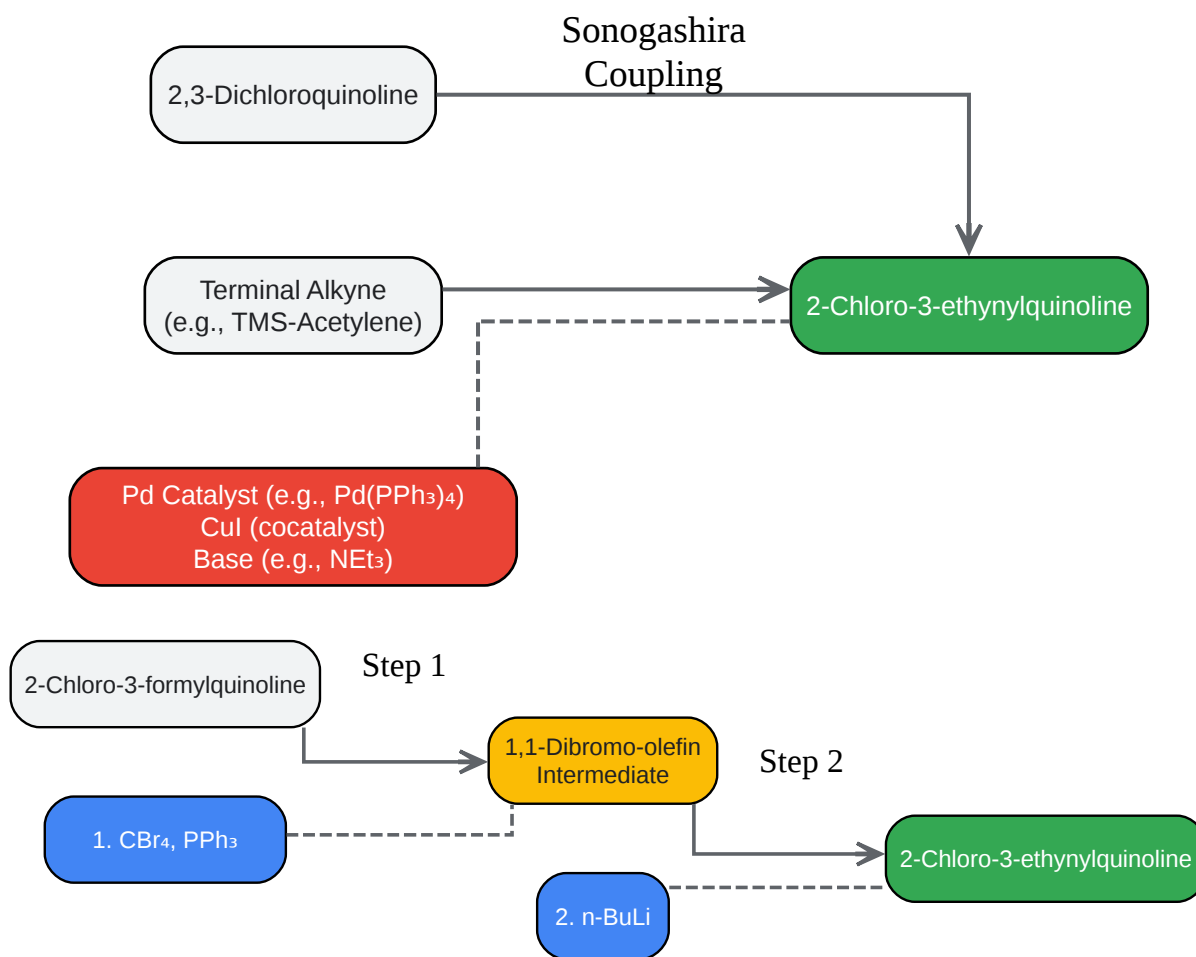 Sonogashira
Coupling
2,3-Dichloroquinoline
Terminal Alkyne
(e.g., TMS-Acetylene)
2-Chloro-3-ethynylquinoline
Pd Catalyst (e.g., Pd(PPh₃)₄)
CuI (cocatalyst)
Base (e.g., NEt₃)
2-Chloro-3-formylquinoline
Step 1
1,1-Dibromo-olefin
Intermediate
Step 2
1. CBr₄, PPh₃
2-Chloro-3-ethynylquinoline
2. n-BuLi